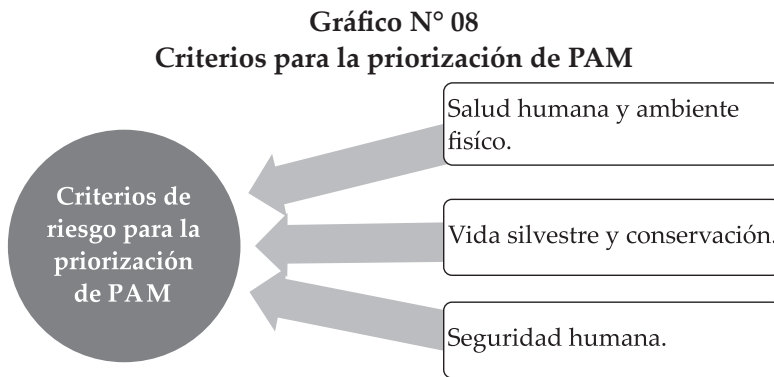 Gráfico N° 08
Criterios para la priorización de PAM
Salud humana y ambiente
fisíco.
Criterios de
riesgo para la
priorización
de PAM
Vida silvestre y conservación.
Seguridad humana.